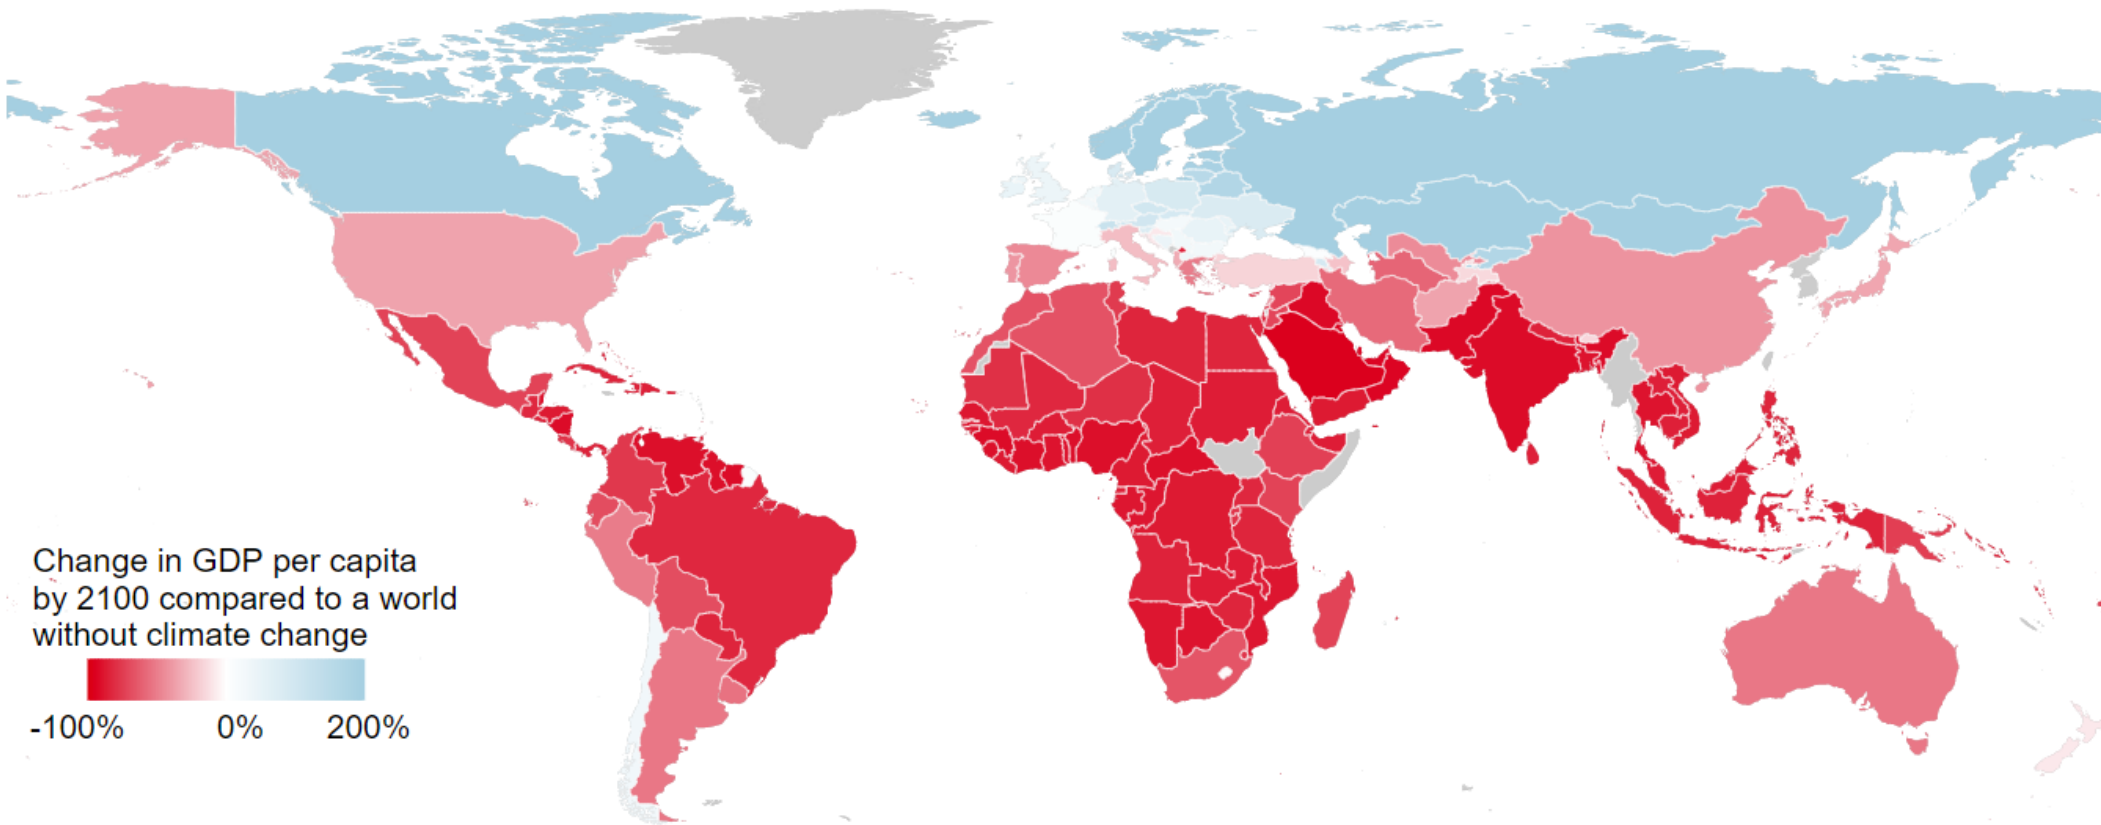 Change in GDP per capita
by 2100 compared to a world
without climate change
-100% 0% 200%